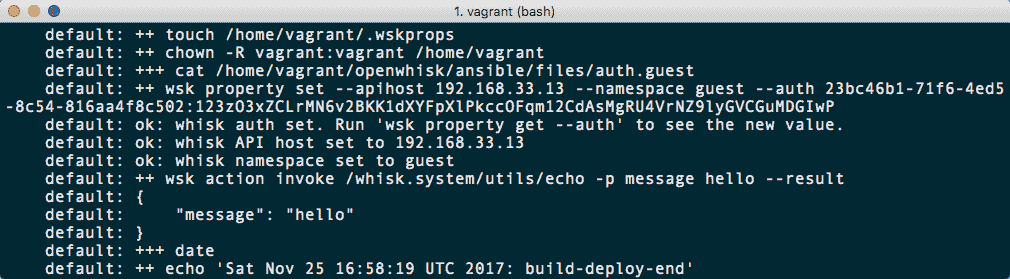 1. vagrant (bash)
default: ++ touch /home/vagrant/.wskprops
default: ++ chown -R vagrant:vagrant /home/vagrant
default: +++ cat /home/vagrant/openwhisk/ansible/files/auth.guest
default: ++ wsk property set --apihost 192.168.33.13 --namespace guest --auth 23bc46b1-71f6-4ed5
-8c54-816aa4f8c502:123zO3xZCLrMN6v2BKK1dXYFpXlPkccOFqm12CdAsMgRU4VrNZ9lyGVCGuMDGIwP
default: ok: whisk auth set. Run 'wsk property get --auth' to see the new value.
default: ok: whisk API host set to 192.168.33.13
default: ok: whisk namespace set to guest
default: ++ wsk action invoke /whisk.system/utils/echo -p message hello --result
default: {
default:     "message": "hello"
default: }
default: +++ date
default: ++ echo 'Sat Nov 25 16:58:19 UTC 2017: build-deploy-end'